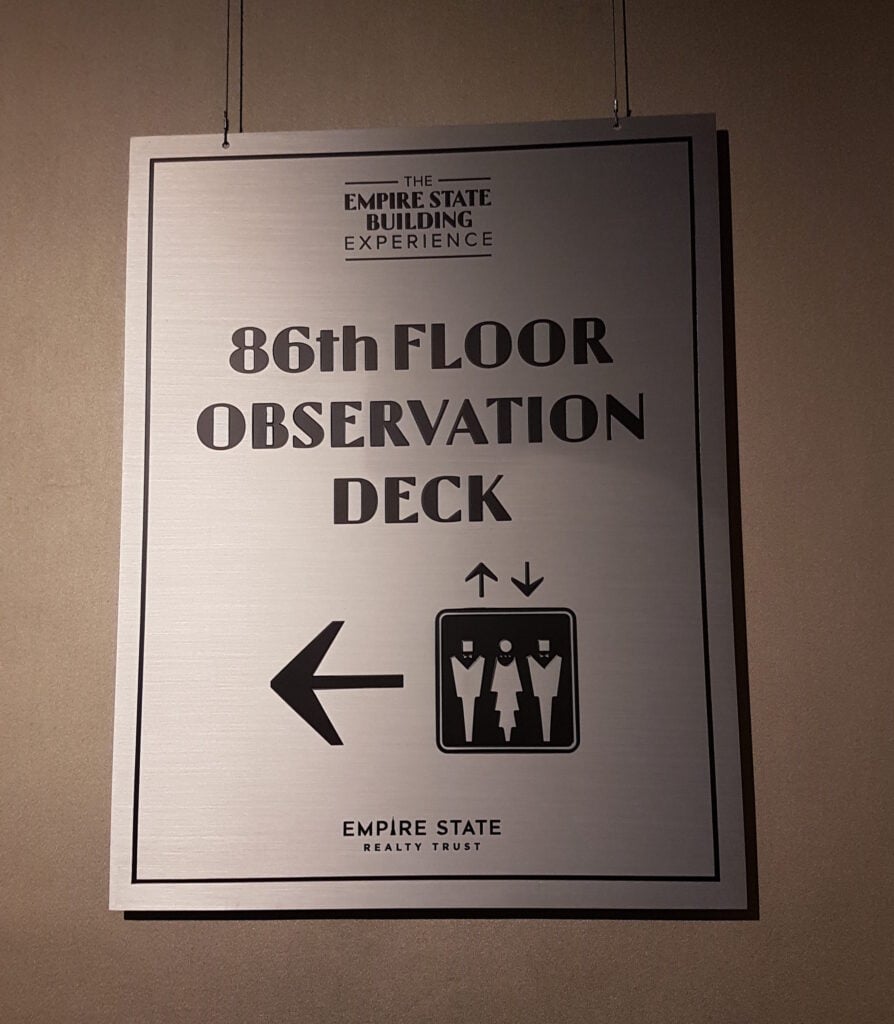 THE
EMPIRE STATE
BUILDING
EXPERIENCE
86th FLOOR
OBSERVATION
DECK
EMPIRE STATE
REALTY TRUST